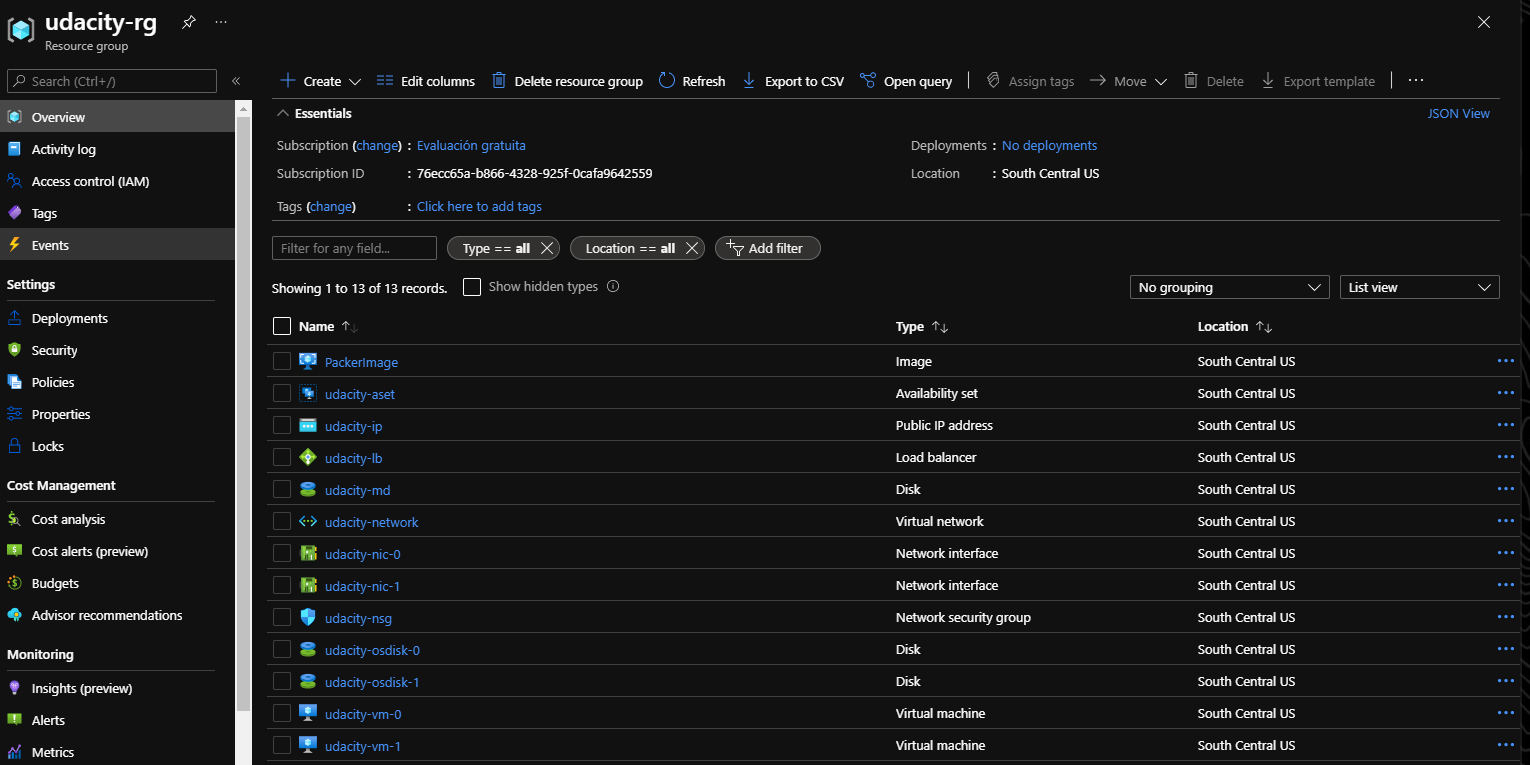 udacity-rg
Resource group
Search (Ctrl+/)
Overview
Activity log
Access control (IAM)
Tags
Events
Settings
Deployments
Security
Policies
Properties
Locks
Cost Management
Cost analysis
Cost alerts (preview)
Budgets
Advisor recommendations
Monitoring
Insights (preview)
Alerts
Metrics
Create Edit columns Delete resource group Refresh Export to CSV Open query Assign tags Move Delete Export template
Essentials JSON View
Subscription (change) : Evaluación gratuita Deployments : No deployments
Subscription ID : 76ecc65a-b866-4328-925f-0cafa9642559 Location : South Central US
Tags (change) : Click here to add tags
Filter for any field... Type == all Location == all Add filter
Showing 1 to 13 of 13 records. Show hidden types No grouping List view
Name Type Location
PackerImage Image South Central US
udacity-aset Availability set South Central US
udacity-ip Public IP address South Central US
udacity-lb Load balancer South Central US
udacity-md Disk South Central US
udacity-network Virtual network South Central US
udacity-nic-0 Network interface South Central US
udacity-nic-1 Network interface South Central US
udacity-nsg Network security group South Central US
udacity-osdisk-0 Disk South Central US
udacity-osdisk-1 Disk South Central US
udacity-vm-0 Virtual machine South Central US
udacity-vm-1 Virtual machine South Central US